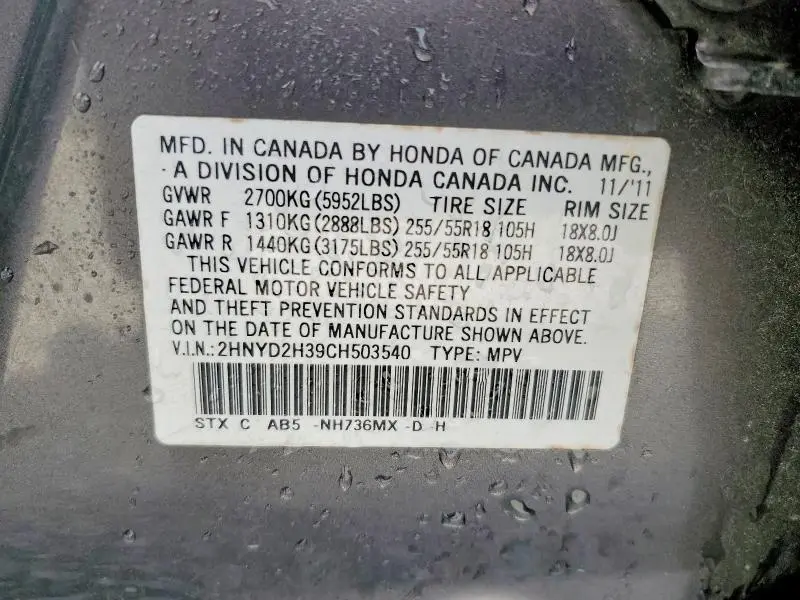 MFD. IN CANADA BY HONDA OF CANADA MFG.,
A DIVISION OF HONDA CANADA INC. 11/'11
GVWR 2700KG(5952LBS) TIRE SIZE RIM SIZE
GAWR F 1310KG(2888LBS) 255/55R18 105H 18X8.0J
GAWR R 1440KG(3175LBS) 255/55R18 105H 18X8.0J
THIS VEHICLE CONFORMS TO ALL APPLICABLE
FEDERAL MOTOR VEHICLE SAFETY
AND THEFT PREVENTION STANDARDS IN EFFECT
ON THE DATE OF MANUFACTURE SHOWN ABOVE.
V.I.N.: 2HNYD2H39CH503540 TYPE: MPV
STX C AB5 -NH736MX -D -H